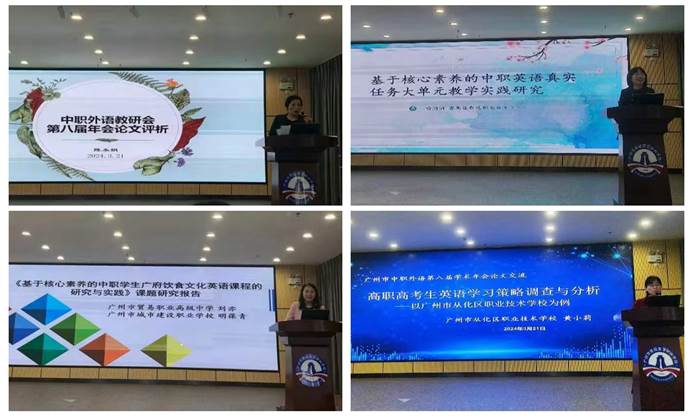 中职外语教研会
第八届年会论文评析
2024.3.21
基于核心素养的中职英语真实
任务大单元教学实践研究
《基于核心素养的中职学生广府饮食文化英语课程的
研究与实践》课题研究报告
广州市贸易职业高级中学 刘亦
广州市城市建设职业学校 明葆青
广州市中职外语第八届学术年会论文交流
高职高考生英语学习策略调查与分析
——以广州市从化区职业技术学校为例
广州市从化区职业技术学校 黄小莉
2024年3月21日